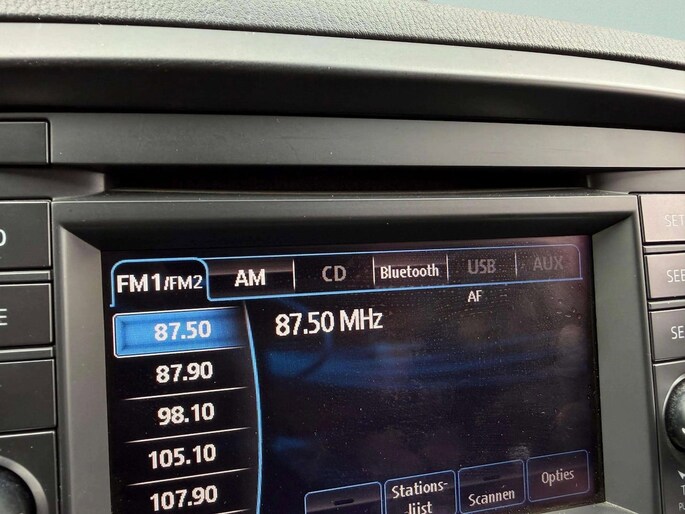 FM1/FM2 AM CD Bluetooth USB AUX
AF
87.50 87.50 MHz
87.90
98.10
105.10
107.90
Stations-
lijst Scannen Opties